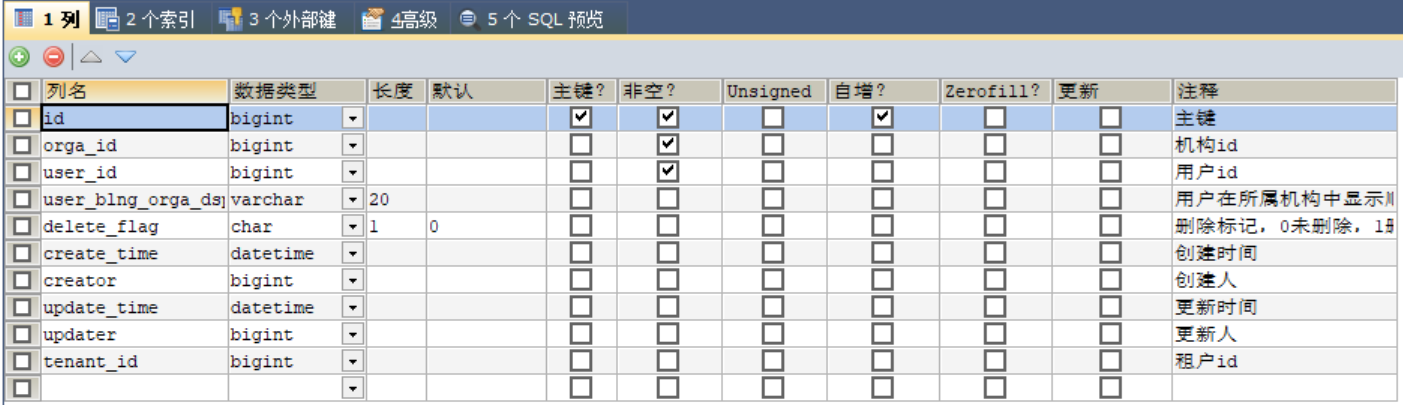 1 列 2 个索引 3 个外部键 4高级 5 个 SQL 预览
列名 数据类型 长度 默认 主键? 非空? Unsigned 自增? Zerofill? 更新 注释
id bigint 主键
orga_id bigint 机构id
user_id bigint 用户id
user_blng_orga_dsp varchar 20 用户在所属机构中显示
delete_flag char 1 0 删除标记，0未删除，1
create_time datetime 创建时间
creator bigint 创建人
update_time datetime 更新时间
updater bigint 更新人
tenant_id bigint 租户id